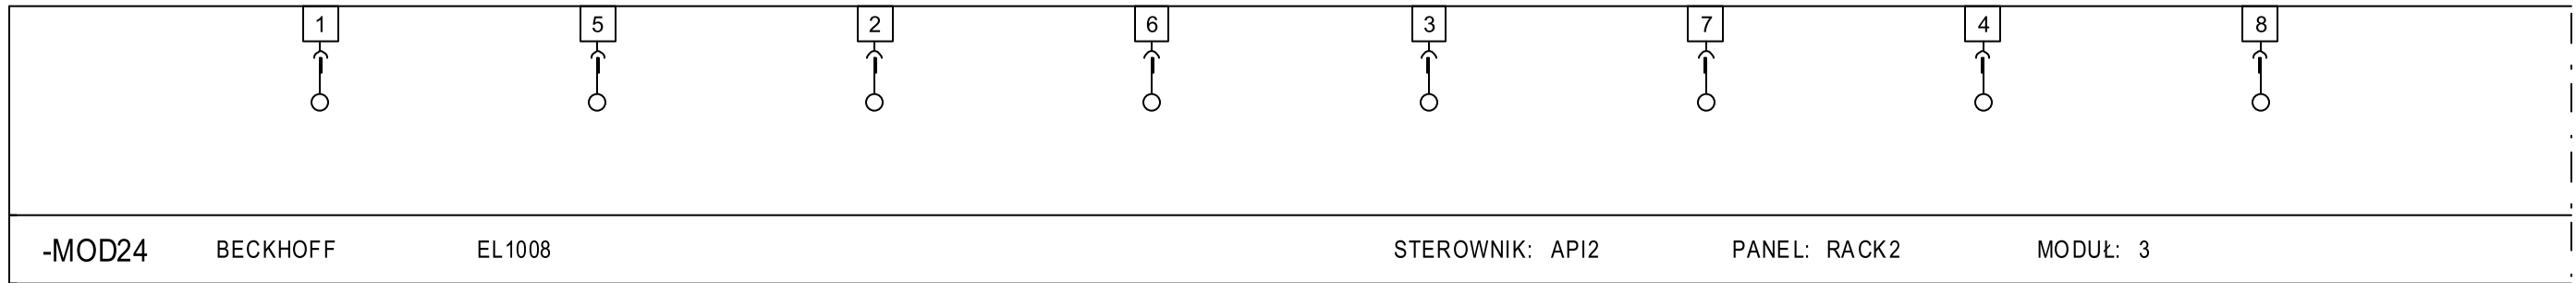 1 5 2 6 3 7 4 8
-MOD24 BECKHOFF EL1008 STEROWNIK: API2 PANEL: RACK2 MODUŁ: 3